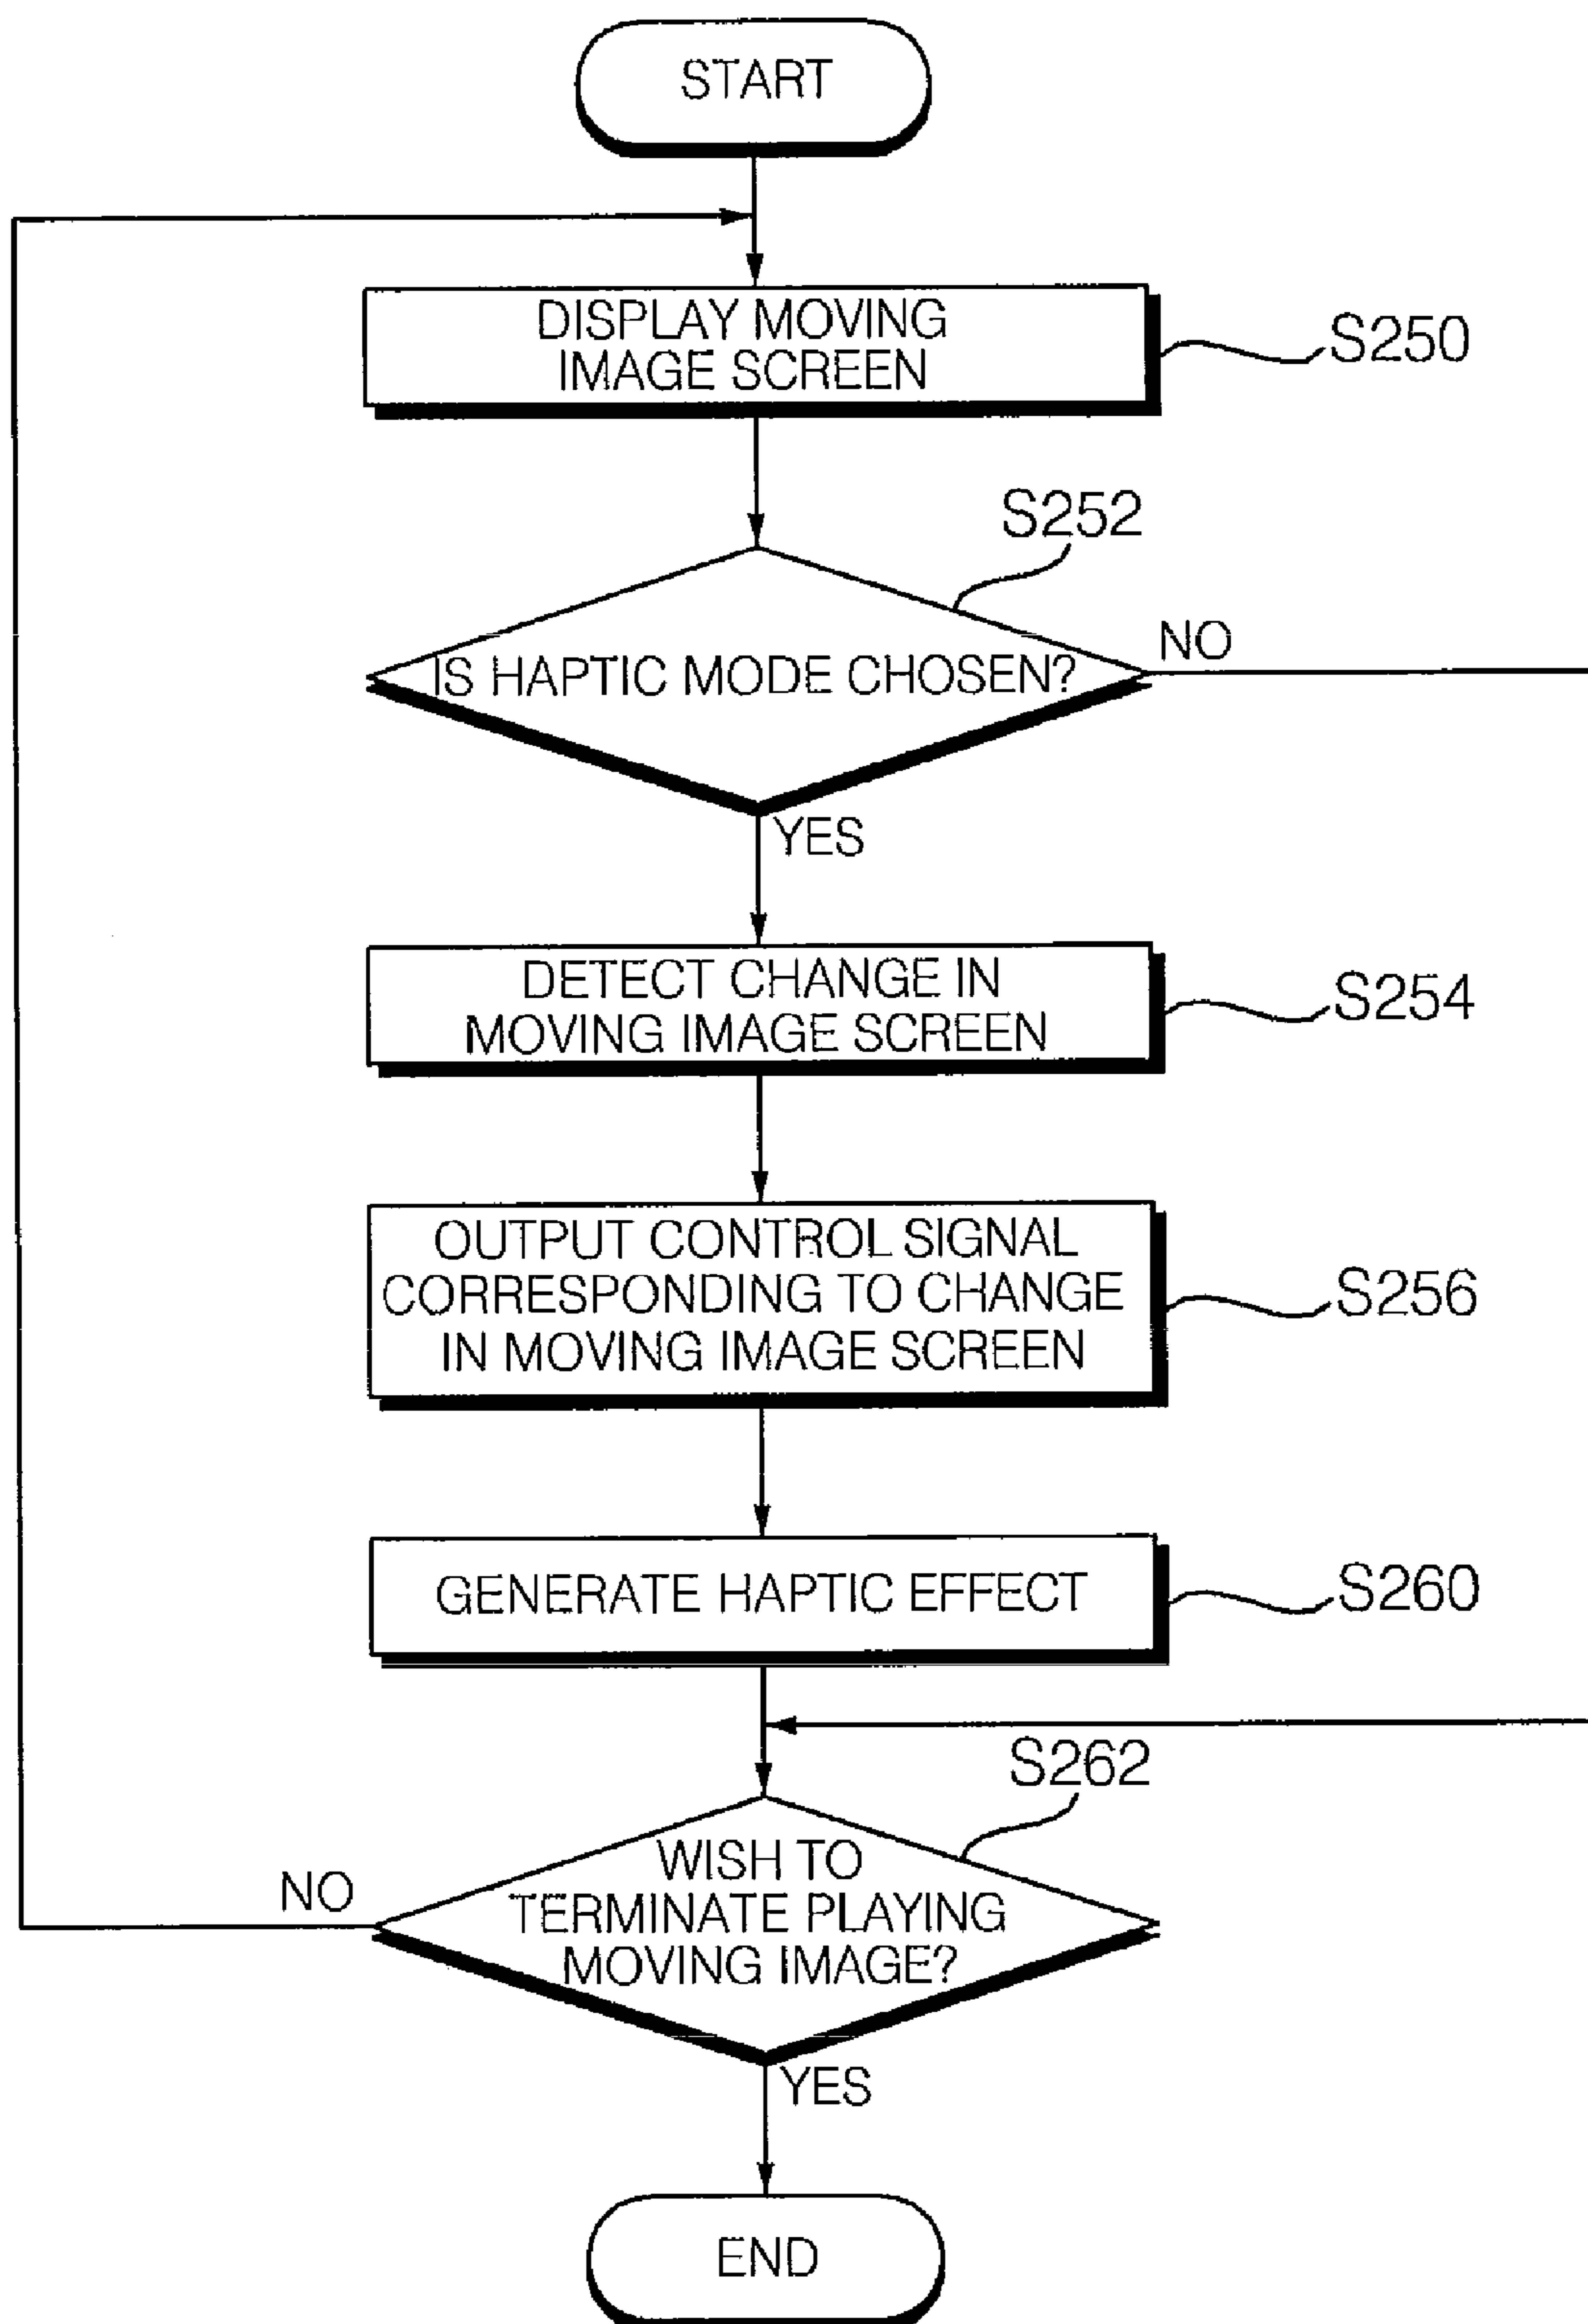 START
DISPLAY MOVING
IMAGE SCREEN
S250
S252
IS HAPTIC MODE CHOSEN?
NO
YES
DETECT CHANGE IN
MOVING IMAGE SCREEN
S254
OUTPUT CONTROL SIGNAL
CORRESPONDING TO CHANGE
IN MOVING IMAGE SCREEN
S256
GENERATE HAPTIC EFFECT
S260
S262
WISH TO
TERMINATE PLAYING
MOVING IMAGE?
NO
YES
END